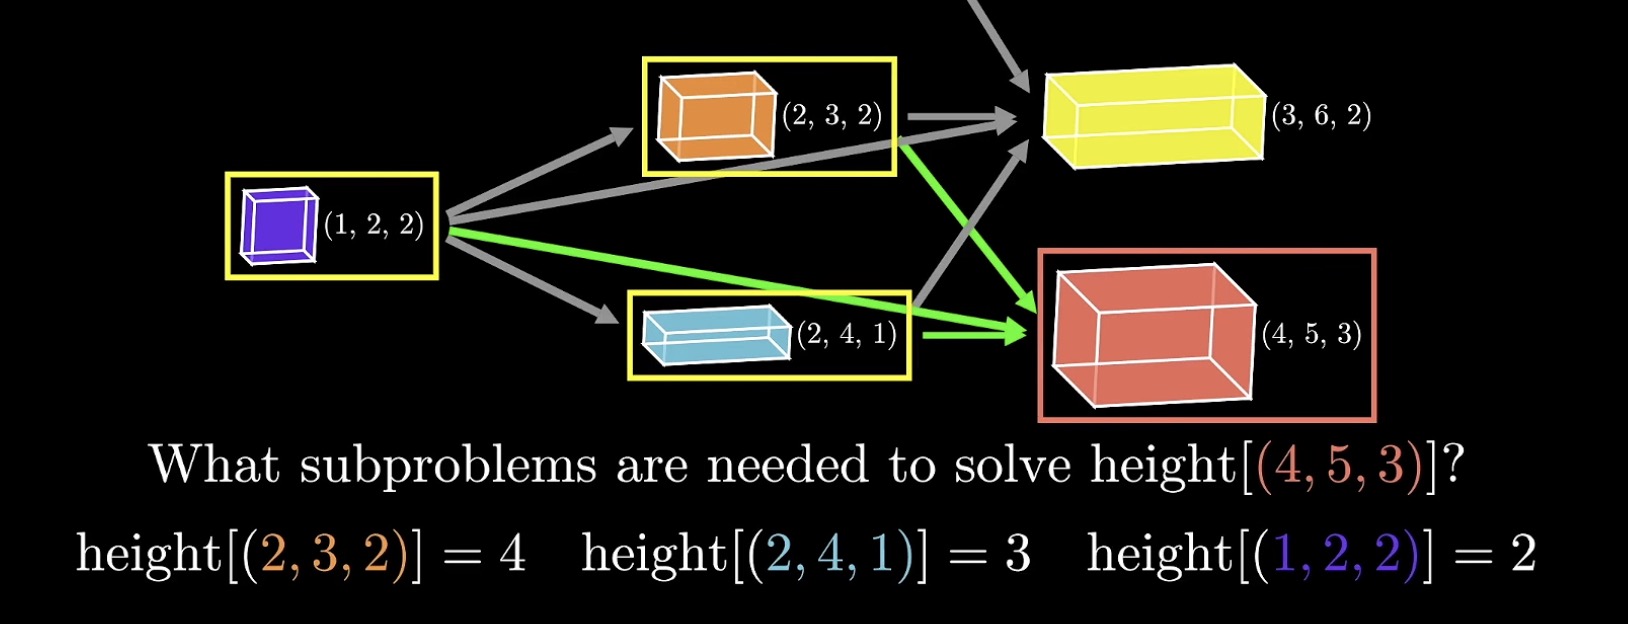 (2, 3, 2)
(3, 6, 2)
(1, 2, 2)
(2, 4, 1)
(4, 5, 3)
What subproblems are needed to solve height[(4, 5, 3)]?
height[(2, 3, 2)] = 4 height[(2, 4, 1)] = 3 height[(1, 2, 2)] = 2